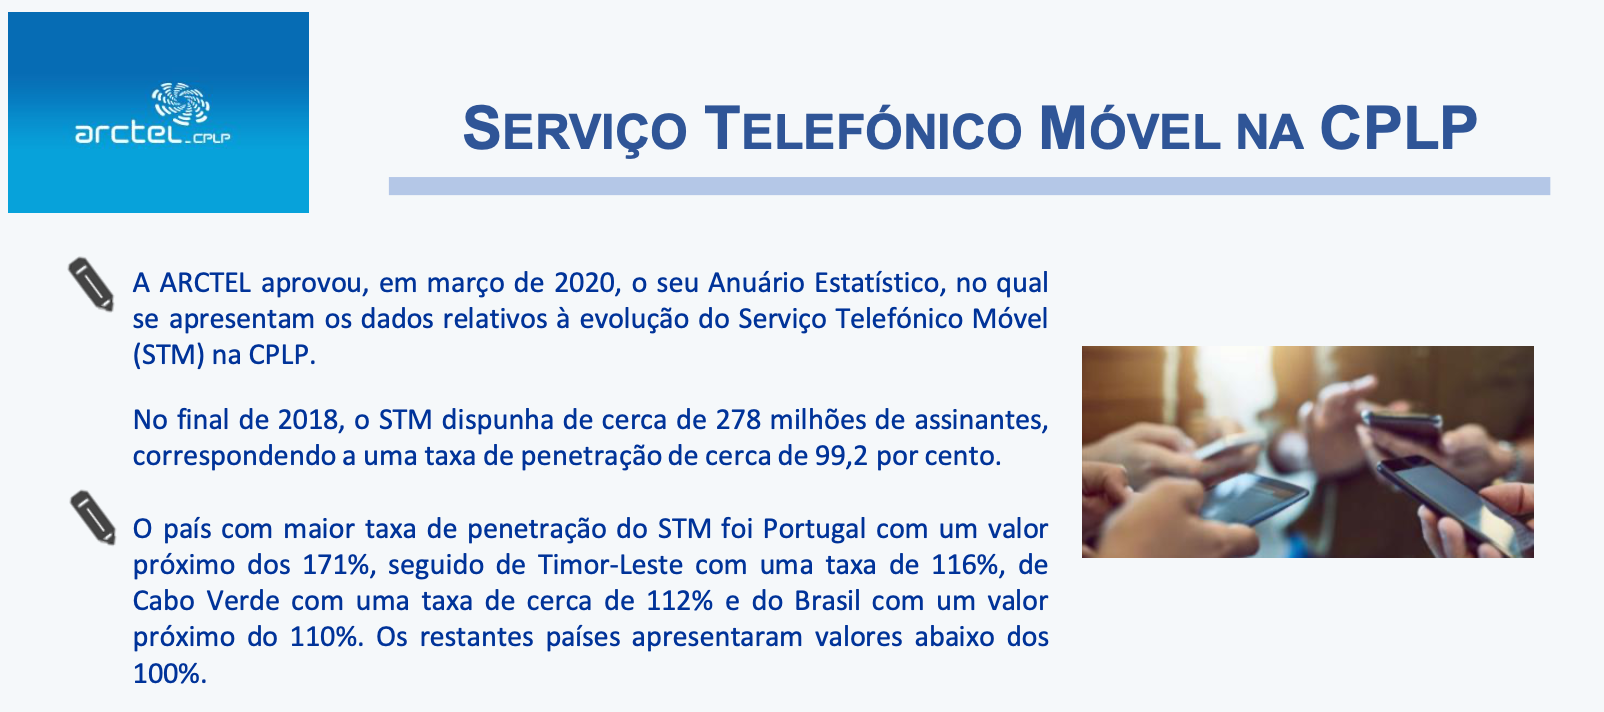 arctel_CPLP
SERVIÇO TELEFÓNICO MÓVEL NA CPLP
A ARCTEL aprovou, em março de 2020, o seu Anuário Estatístico, no qual
se apresentam os dados relativos à evolução do Serviço Telefónico Móvel
(STM) na CPLP.
No final de 2018, o STM dispunha de cerca de 278 milhões de assinantes,
correspondendo a uma taxa de penetração de cerca de 99,2 por cento.
O país com maior taxa de penetração do STM foi Portugal com um valor
próximo dos 171%, seguido de Timor-Leste com uma taxa de 116%, de
Cabo Verde com uma taxa de cerca de 112% e do Brasil com um valor
próximo do 110%. Os restantes países apresentaram valores abaixo dos
100%.